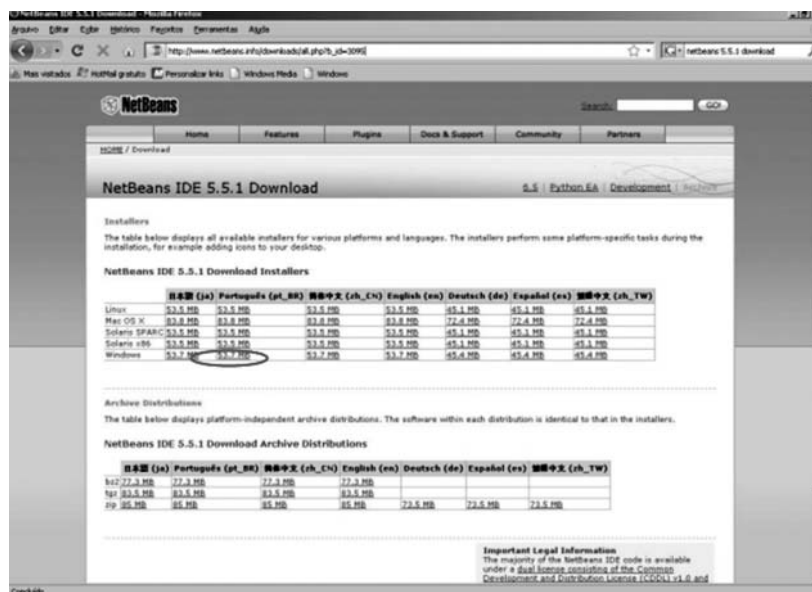 NetBeans IDE 5.5.1 Download - Mozilla Firefox
Arquivo Editar Exibir Histórico Favoritos Ferramentas Ajuda
http://www.netbeans.info/downloads/all.php?b_id=3095
netbeans 5.5.1 download
Mais visitados HotMail gratuito Personalizar links Windows Media Windows
NetBeans
Search: GO!
Home Features Plugins Docs & Support Community Partners
HOME / Download
NetBeans IDE 5.5.1 Download
6.5 | Python EA | Development | Archive
Installers
The table below displays all available installers for various platforms and languages. The installers perform some platform-specific tasks during the
installation, for example adding icons to your desktop.
NetBeans IDE 5.5.1 Download Installers
日本語 (ja) Português (pt_BR) 简体中文 (zh_CN) English (en) Deutsch (de) Español (es) 繁體中文 (zh_TW)
Linux 53.5 MB 53.5 MB 53.5 MB 53.5 MB 45.1 MB 45.1 MB 45.1 MB
Mac OS X 83.8 MB 83.8 MB 83.8 MB 83.8 MB 72.4 MB 72.4 MB 72.4 MB
Solaris SPARC 53.5 MB 53.5 MB 53.5 MB 53.5 MB 45.1 MB 45.1 MB 45.1 MB
Solaris x86 53.5 MB 53.5 MB 53.5 MB 53.5 MB 45.1 MB 45.1 MB 45.1 MB
Windows 53.7 MB 53.7 MB 53.7 MB 53.7 MB 45.4 MB 45.4 MB 45.4 MB
Archive Distributions
The table below displays platform-independent archive distributions. The software within each distribution is identical to that in the installers.
NetBeans IDE 5.5.1 Download Archive Distributions
日本語 (ja) Português (pt_BR) 简体中文 (zh_CN) English (en) Deutsch (de) Español (es) 繁體中文 (zh_TW)
bz2 77.3 MB 77.3 MB 77.3 MB 77.3 MB
tgz 83.5 MB 83.5 MB 83.5 MB 83.5 MB
zip 85 MB 85 MB 85 MB 85 MB 73.5 MB 73.5 MB 73.5 MB
Important Legal Information
The majority of the NetBeans IDE code is available
under a dual license consisting of the Common
Development and Distribution License (CDDL) v1.0 and
Concluído